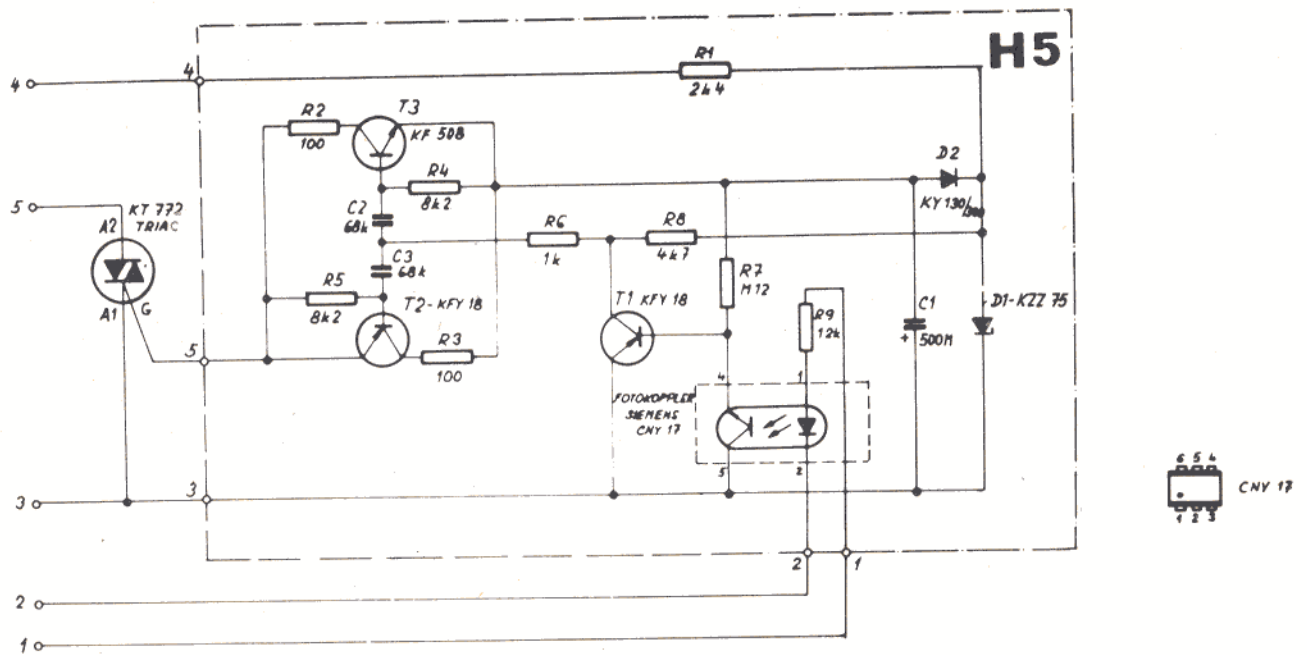 H5
4
4
R1
2k4
R2
100
T3
KF 508
D2
KY 130/300
R4
8k2
5
A2
KT 772
TRIAC
C2
68k
R6
1k
R8
4k7
C3
68k
R7
M12
R5
8k2
T2-KFY 18
T1 KFY 18
R9
12k
C1
+ 500M
D1-KZZ 75
A1
G
5
R3
100
4
1
FOTOKOPPLER
SIEMENS
CNY 17
5
2
3
3
6 5 4
CNY 17
1 2 3
2
1
2
1